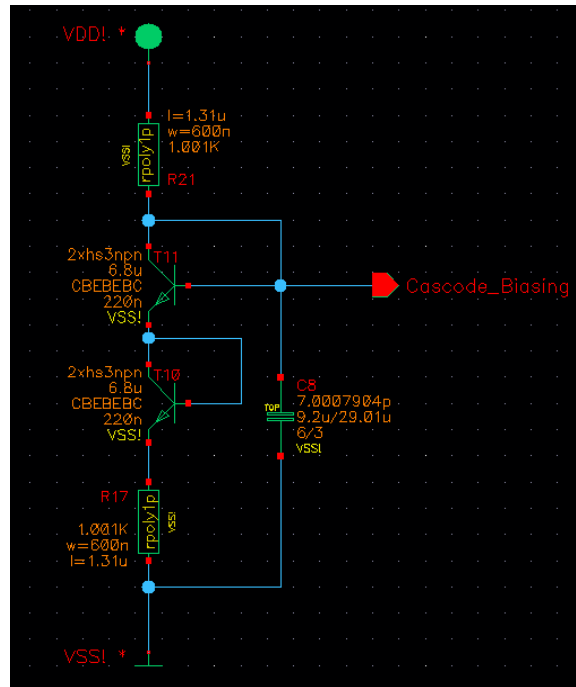 VDD! *
l=1.31u
w=600n
1.001K
VSS!
rpoly1p
R21
2xhs3npn
T11
6.8u
CBEBEBC
220n
VSS!
Cascode_Biasing
2xhs3npn
T10
6.8u
CBEBEBC
220n
VSS!
C8
7.0007904p
TOP
9.2u/29.01u
6/3
VSS!
R17
rpoly1p
VSS!
1.001K
w=600n
l=1.31u
VSS! *